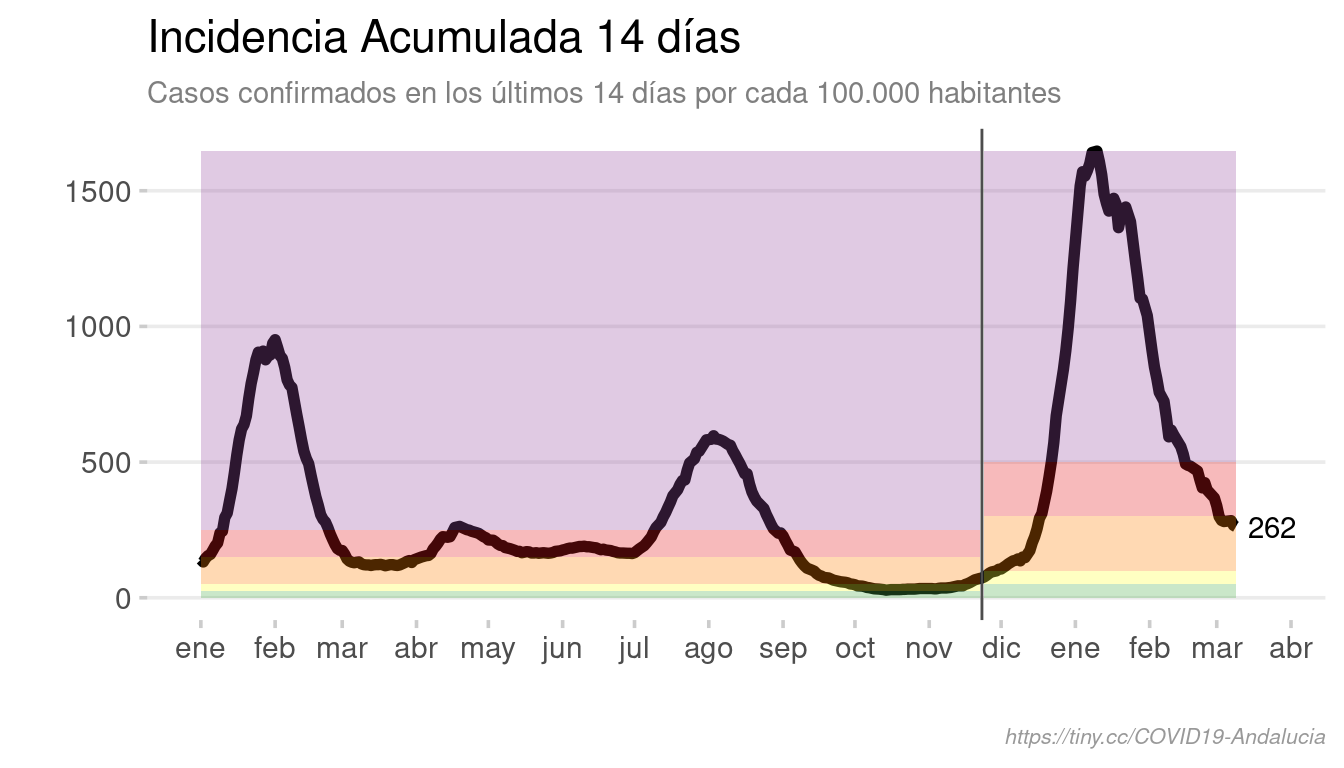 Incidencia Acumulada 14 días
Casos confirmados en los últimos 14 días por cada 100.000 habitantes
1500
1000
500
0
262
ene feb mar abr may jun jul ago sep oct nov dic ene feb mar abr
https://tiny.cc/COVID19-Andalucia